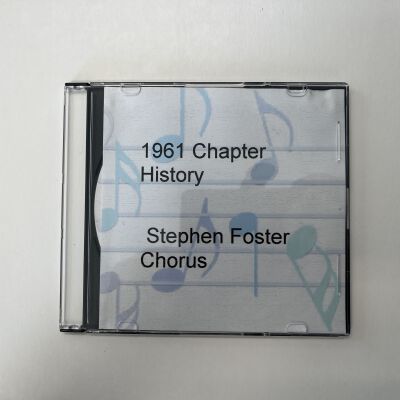 1961 Chapter
History
Stephen Foster
Chorus